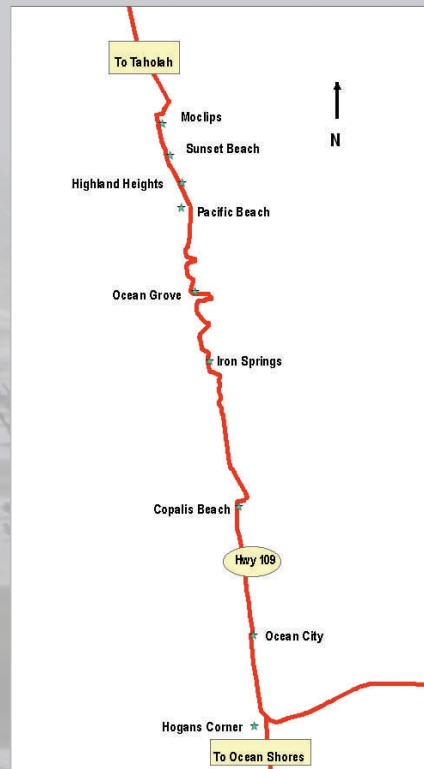 To Taholah
Moclips
N
Sunset Beach
Highland Heights
Pacific Beach
Ocean Grove
Iron Springs
Copalis Beach
Hwy 109
Ocean City
Hogans Corner
To Ocean Shores